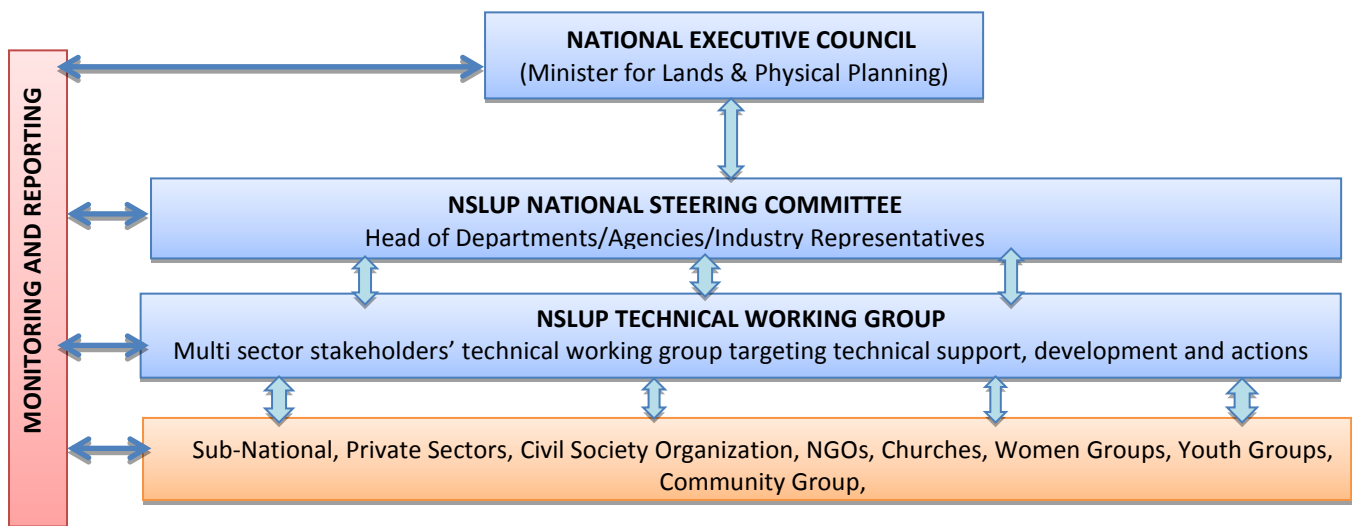 MONITORING AND REPORTING
NATIONAL EXECUTIVE COUNCIL
(Minister for Lands & Physical Planning)
NSLUP NATIONAL STEERING COMMITTEE
Head of Departments/Agencies/Industry Representatives
NSLUP TECHNICAL WORKING GROUP
Multi sector stakeholders’ technical working group targeting technical support, development and actions
Sub-National, Private Sectors, Civil Society Organization, NGOs, Churches, Women Groups, Youth Groups,
Community Group,